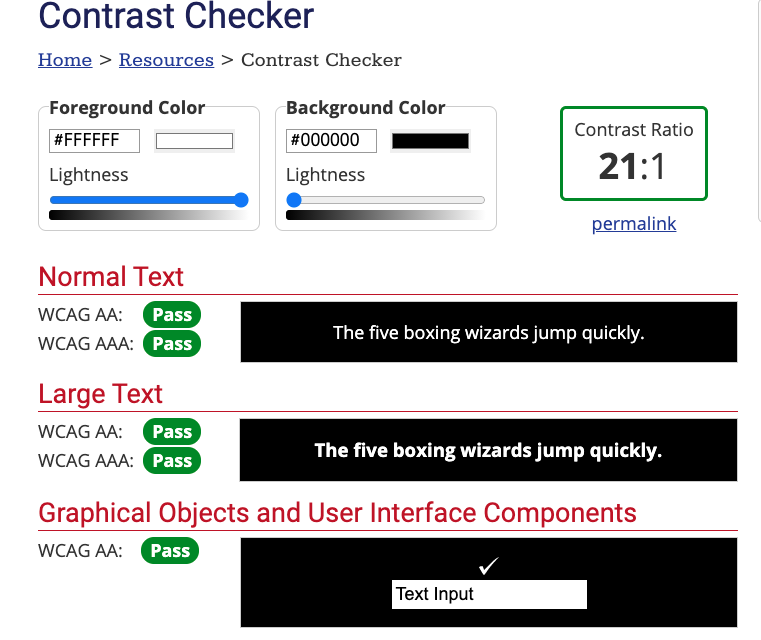 Contrast Checker
Home > Resources > Contrast Checker
Foreground Color
#FFFFFF
Lightness
Background Color
#000000
Lightness
Contrast Ratio
21:1
permalink
Normal Text
WCAG AA: Pass
WCAG AAA: Pass
The five boxing wizards jump quickly.
Large Text
WCAG AA: Pass
WCAG AAA: Pass
The five boxing wizards jump quickly.
Graphical Objects and User Interface Components
WCAG AA: Pass
✓
Text Input